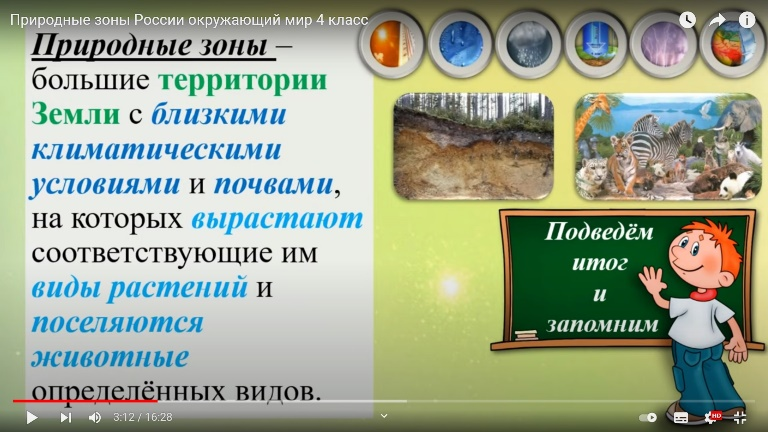 Природные зоны России окружающий мир 4 класс
Природные зоны –
большие территории
Земли с близкими
климатическими
условиями и почвами,
на которых вырастают
соответствующие им
виды растений и
поселяются
животные
определённых видов.
Подведём
итог
и
запомним
3:12 / 16:28
HD